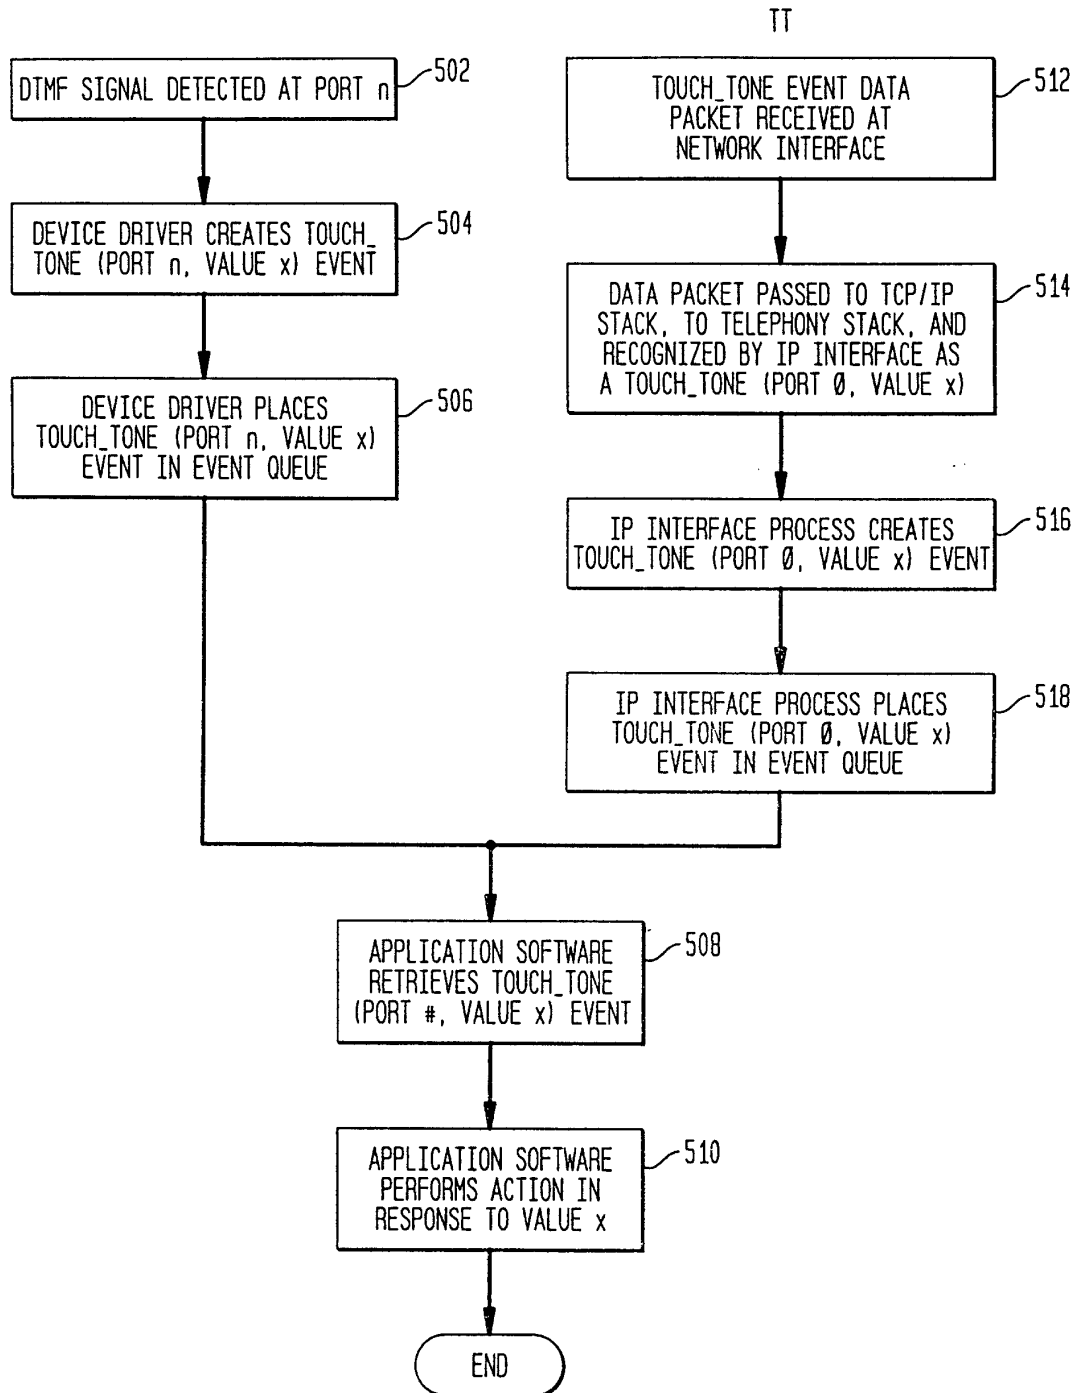 DTMF SIGNAL DETECTED AT PORT n
502
DEVICE DRIVER CREATES TOUCH_
TONE (PORT n, VALUE x) EVENT
504
DEVICE DRIVER PLACES
TOUCH_TONE (PORT n, VALUE x)
EVENT IN EVENT QUEUE
506
TT
TOUCH_TONE EVENT DATA
PACKET RECEIVED AT
NETWORK INTERFACE
512
DATA PACKET PASSED TO TCP/IP
STACK, TO TELEPHONY STACK, AND
RECOGNIZED BY IP INTERFACE AS
A TOUCH_TONE (PORT Ø, VALUE x)
514
IP INTERFACE PROCESS CREATES
TOUCH_TONE (PORT Ø, VALUE x) EVENT
516
IP INTERFACE PROCESS PLACES
TOUCH_TONE (PORT Ø, VALUE x)
EVENT IN EVENT QUEUE
518
APPLICATION SOFTWARE
RETRIEVES TOUCH_TONE
(PORT #, VALUE x) EVENT
508
APPLICATION SOFTWARE
PERFORMS ACTION IN
RESPONSE TO VALUE x
510
END